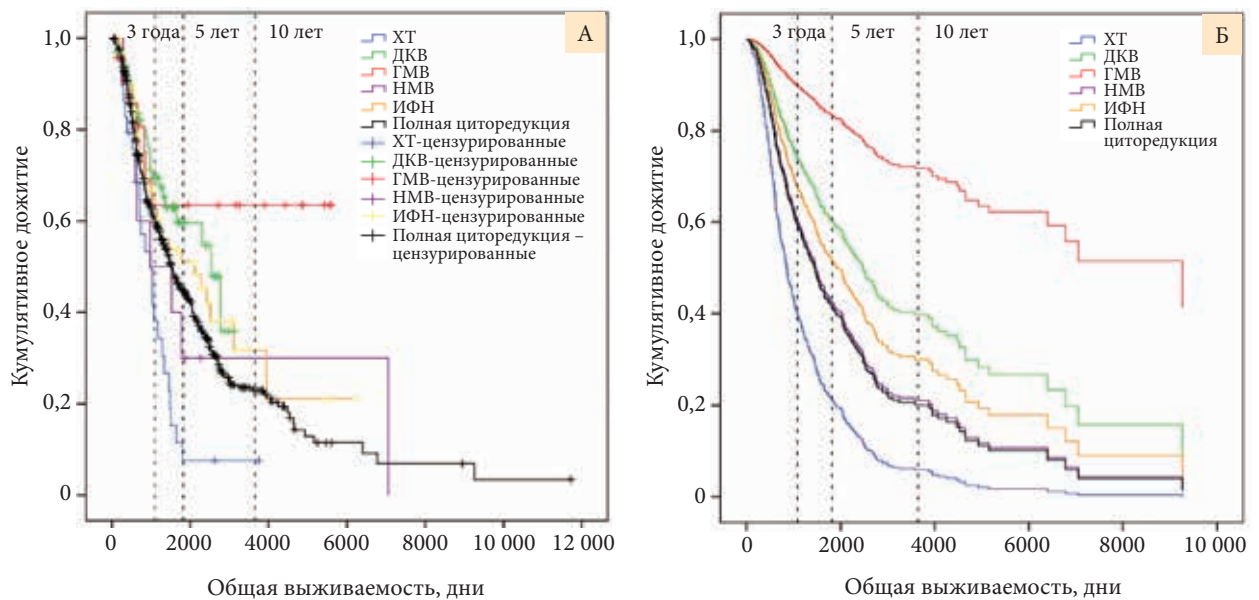 3 года 5 лет 10 лет
А
1,0
0,8
0,6
0,4
0,2
0
Кумулятивное дожитие
ХТ
ДКВ
ГМВ
НМВ
ИФН
Полная циторедукция
ХТ-цензурированные
ДКВ-цензурированные
ГМВ-цензурированные
НМВ-цензурированные
ИФН-цензурированные
Полная циторедукция –
цензурированные
0 2000 4000 6000 8000 10 000 12 000
Общая выживаемость, дни
3 года 5 лет 10 лет
Б
1,0
0,8
0,6
0,4
0,2
0
Кумулятивное дожитие
ХТ
ДКВ
ГМВ
НМВ
ИФН
Полная
циторедукция
0 2000 4000 6000 8000 10 000
Общая выживаемость, дни